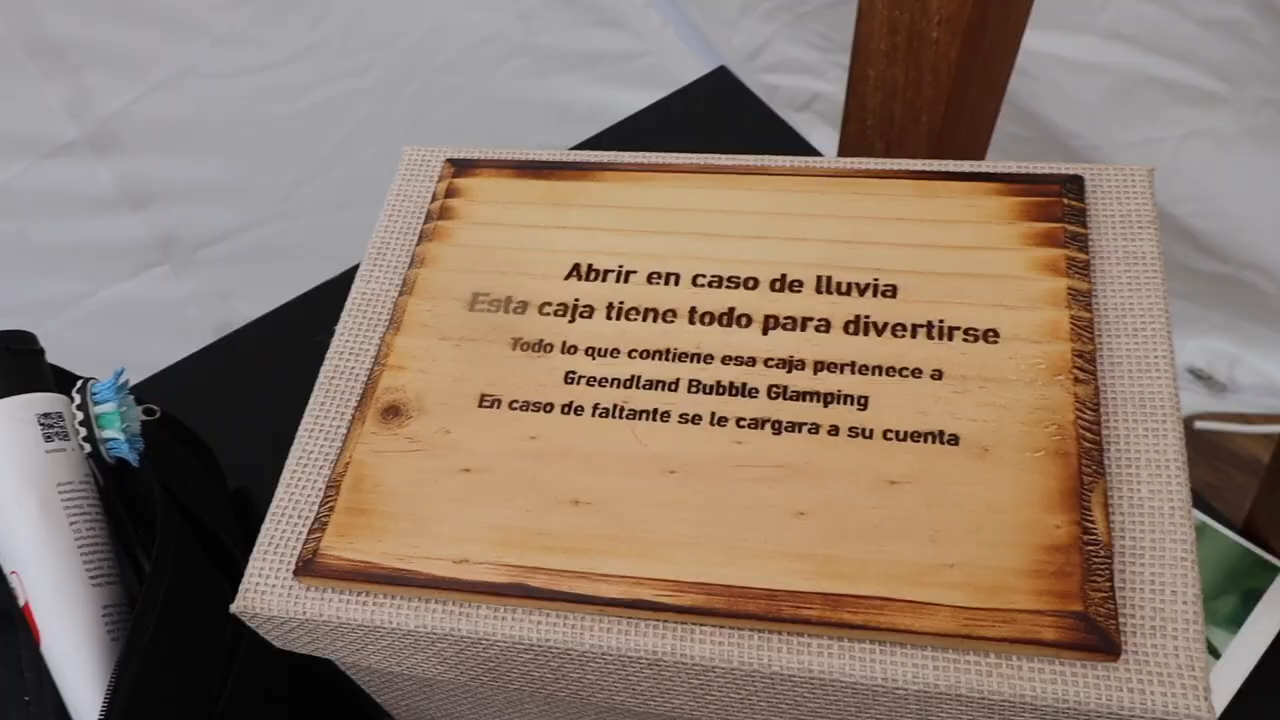 Abrir en caso de lluvia
Esta caja tiene todo para divertirse
Todo lo que contiene esa caja pertenece a
Greendland Bubble Glamping
En caso de faltante se le cargara a su cuenta